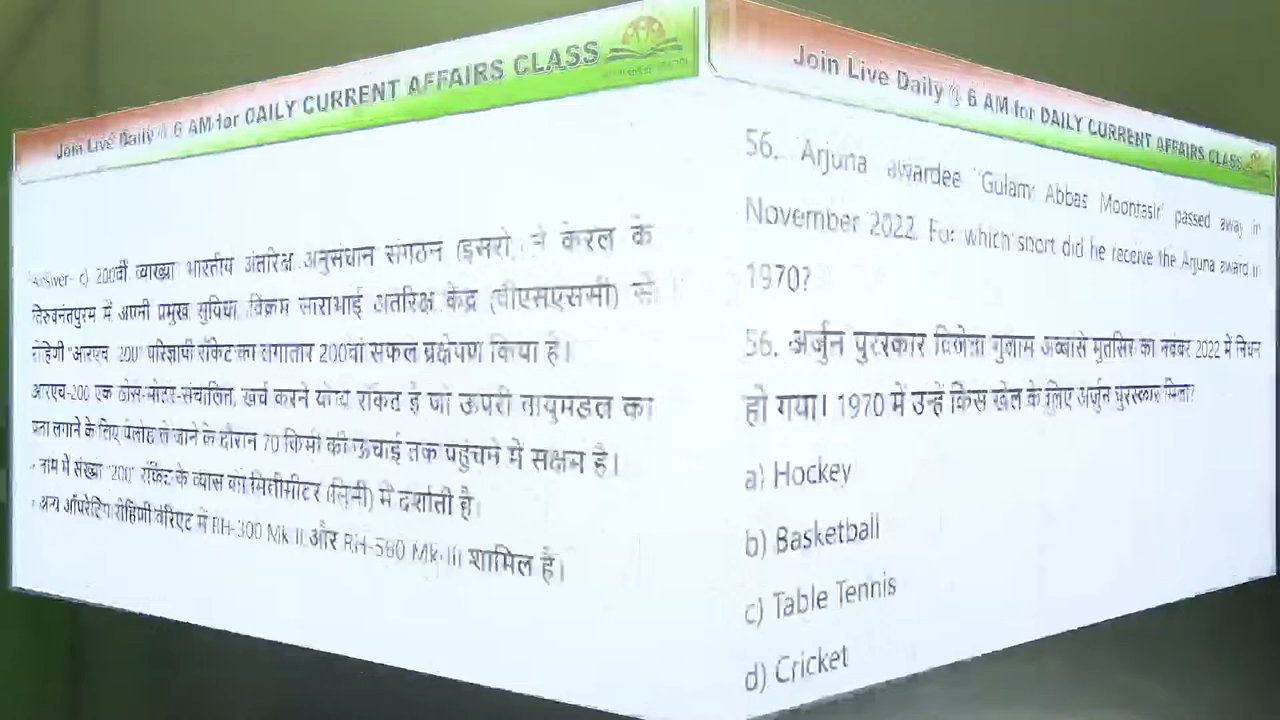 Join Live Daily @ 6 AM for DAILY CURRENT AFFAIRS CLASS
Answer- c) 200वीं व्याख्या भारतीय अंतरिक्ष अनुसंधान संगठन (इसरो) ने केरल के
तिरुवनंतपुरम में अपनी प्रमुख सुविधा, विक्रम साराभाई अंतरिक्ष केंद्र (वीएसएससी) से
रोहिणी "आरएच 200" परिज्ञापी रॉकेट का लगातार 200वां सफल प्रक्षेपण किया है।
आरएच-200 एक ठोस-मोटर-संचालित, खर्च करने योग्य रॉकेट है जो ऊपरी वायुमंडल का
पता लगाने के लिए पेलोड ले जाने के दौरान 70 किमी की ऊंचाई तक पहुंचने में सक्षम है।
नाम में संख्या "200" रॉकेट के व्यास को मिलीमीटर (मिमी) में दर्शाती है।
अन्य ऑपरेटिंग रोहिणी वेरिएंट में RH-300 Mk II और RH-560 Mk III शामिल हैं।
Join Live Daily @ 6 AM for DAILY CURRENT AFFAIRS CLASS
56. Arjuna awardee 'Gulam Abbas Moontasir' passed away in
November 2022. For which sport did he receive the Arjuna award in
1970?
56. अर्जुन पुरस्कार विजेता गुलाम अब्बास मुंतसिर का नवंबर 2022 में निधन
हो गया। 1970 में उन्हें किस खेल के लिए अर्जुन पुरस्कार मिला?
a) Hockey
b) Basketball
c) Table Tennis
d) Cricket